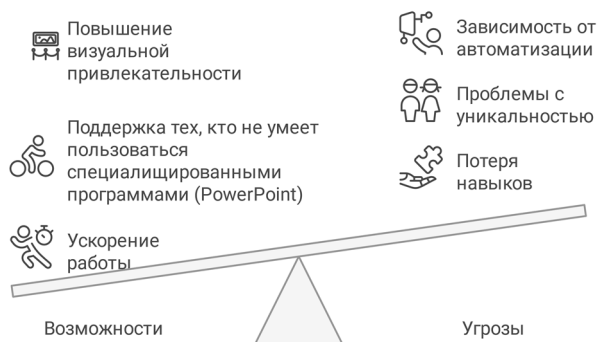 Повышение
визуальной
привлекательности
Поддержка тех, кто не умеет
пользоваться
специалищированными
программами (PowerPoint)
Ускорение
работы
Зависимость от
автоматизации
Проблемы с
уникальностью
Потеря
навыков
Возможности
Угрозы